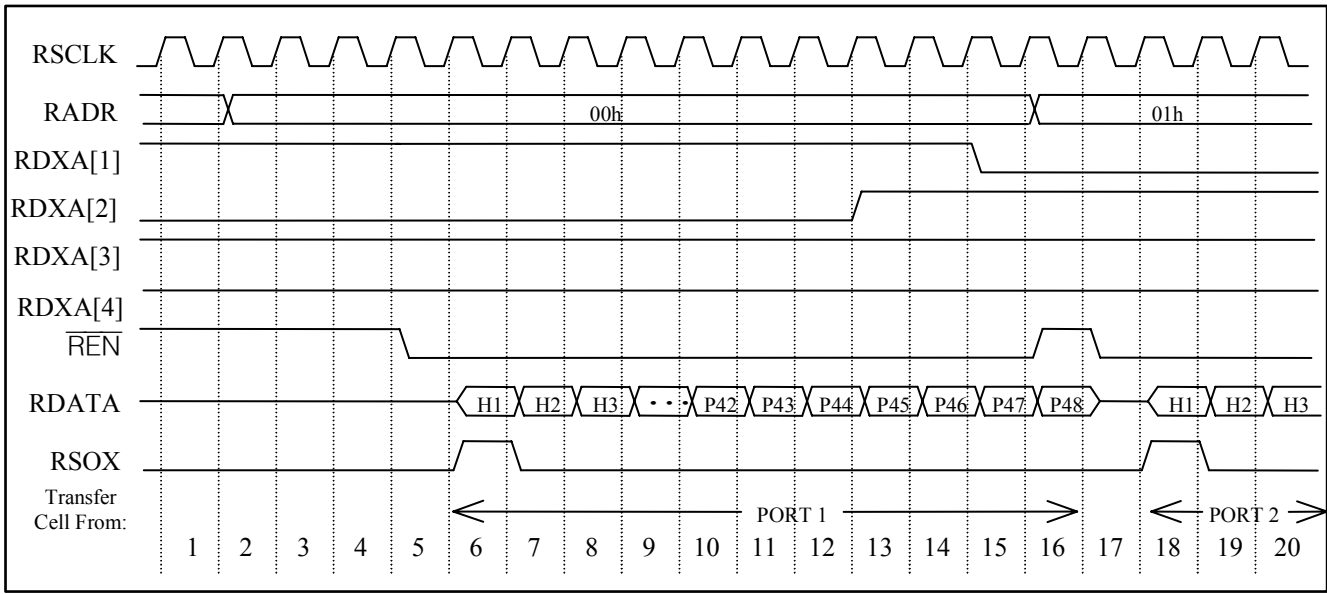 RSCLK
RADR 00h 01h
RDXA[1]
RDXA[2]
RDXA[3]
RDXA[4]
REN
RDATA H1 H2 H3 • • • P42 P43 P44 P45 P46 P47 P48 H1 H2 H3
RSOX
Transfer
Cell From: PORT 1 PORT 2
1 2 3 4 5 6 7 8 9 10 11 12 13 14 15 16 17 18 19 20